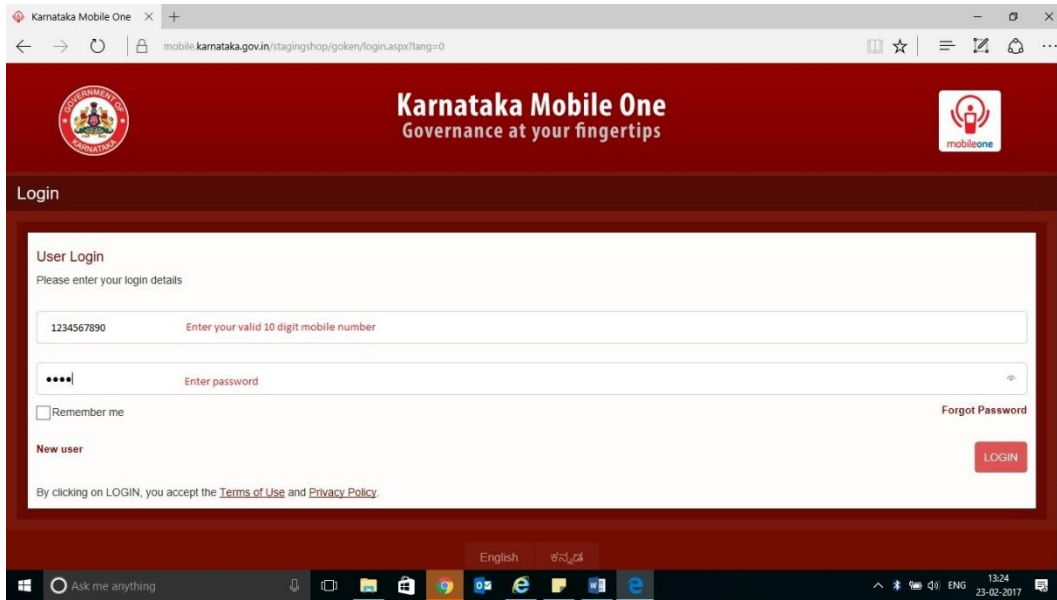 Karnataka Mobile One
mobile.karnataka.gov.in/stagingshop/goken/login.aspx?lang=0
GOVERNMENT OF KARNATAKA
Karnataka Mobile One
Governance at your fingertips
mobileone
Login
User Login
Please enter your login details
1234567890 Enter your valid 10 digit mobile number
Enter password
Remember me Forgot Password
New user LOGIN
By clicking on LOGIN, you accept the Terms of Use and Privacy Policy.
English ಕನ್ನಡ
Ask me anything ENG 13:24
23-02-2017